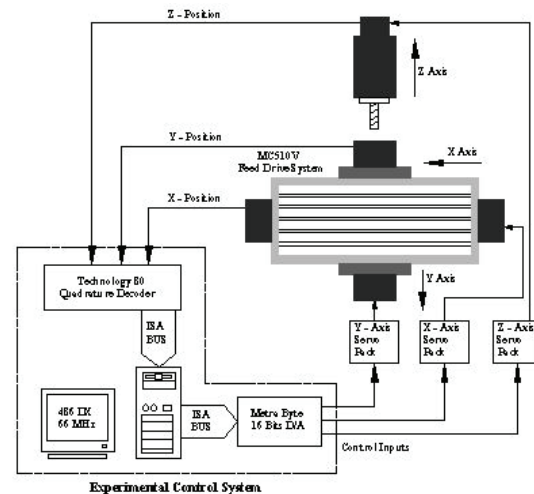 Z - Position
Z Axis
Y - Position
MC510V
Feed Drive System
X Axis
X - Position
Technology 80
Quadrature Decoder
Y Axis
ISA
BUS
Y - Axis
Servo
Pack
X - Axis
Servo
Pack
Z - Axis
Servo
Pack
486 DX
66 MHz
ISA
BUS
Metra Byte
16 Bits D/A
Control Inputs
Experimental Control System